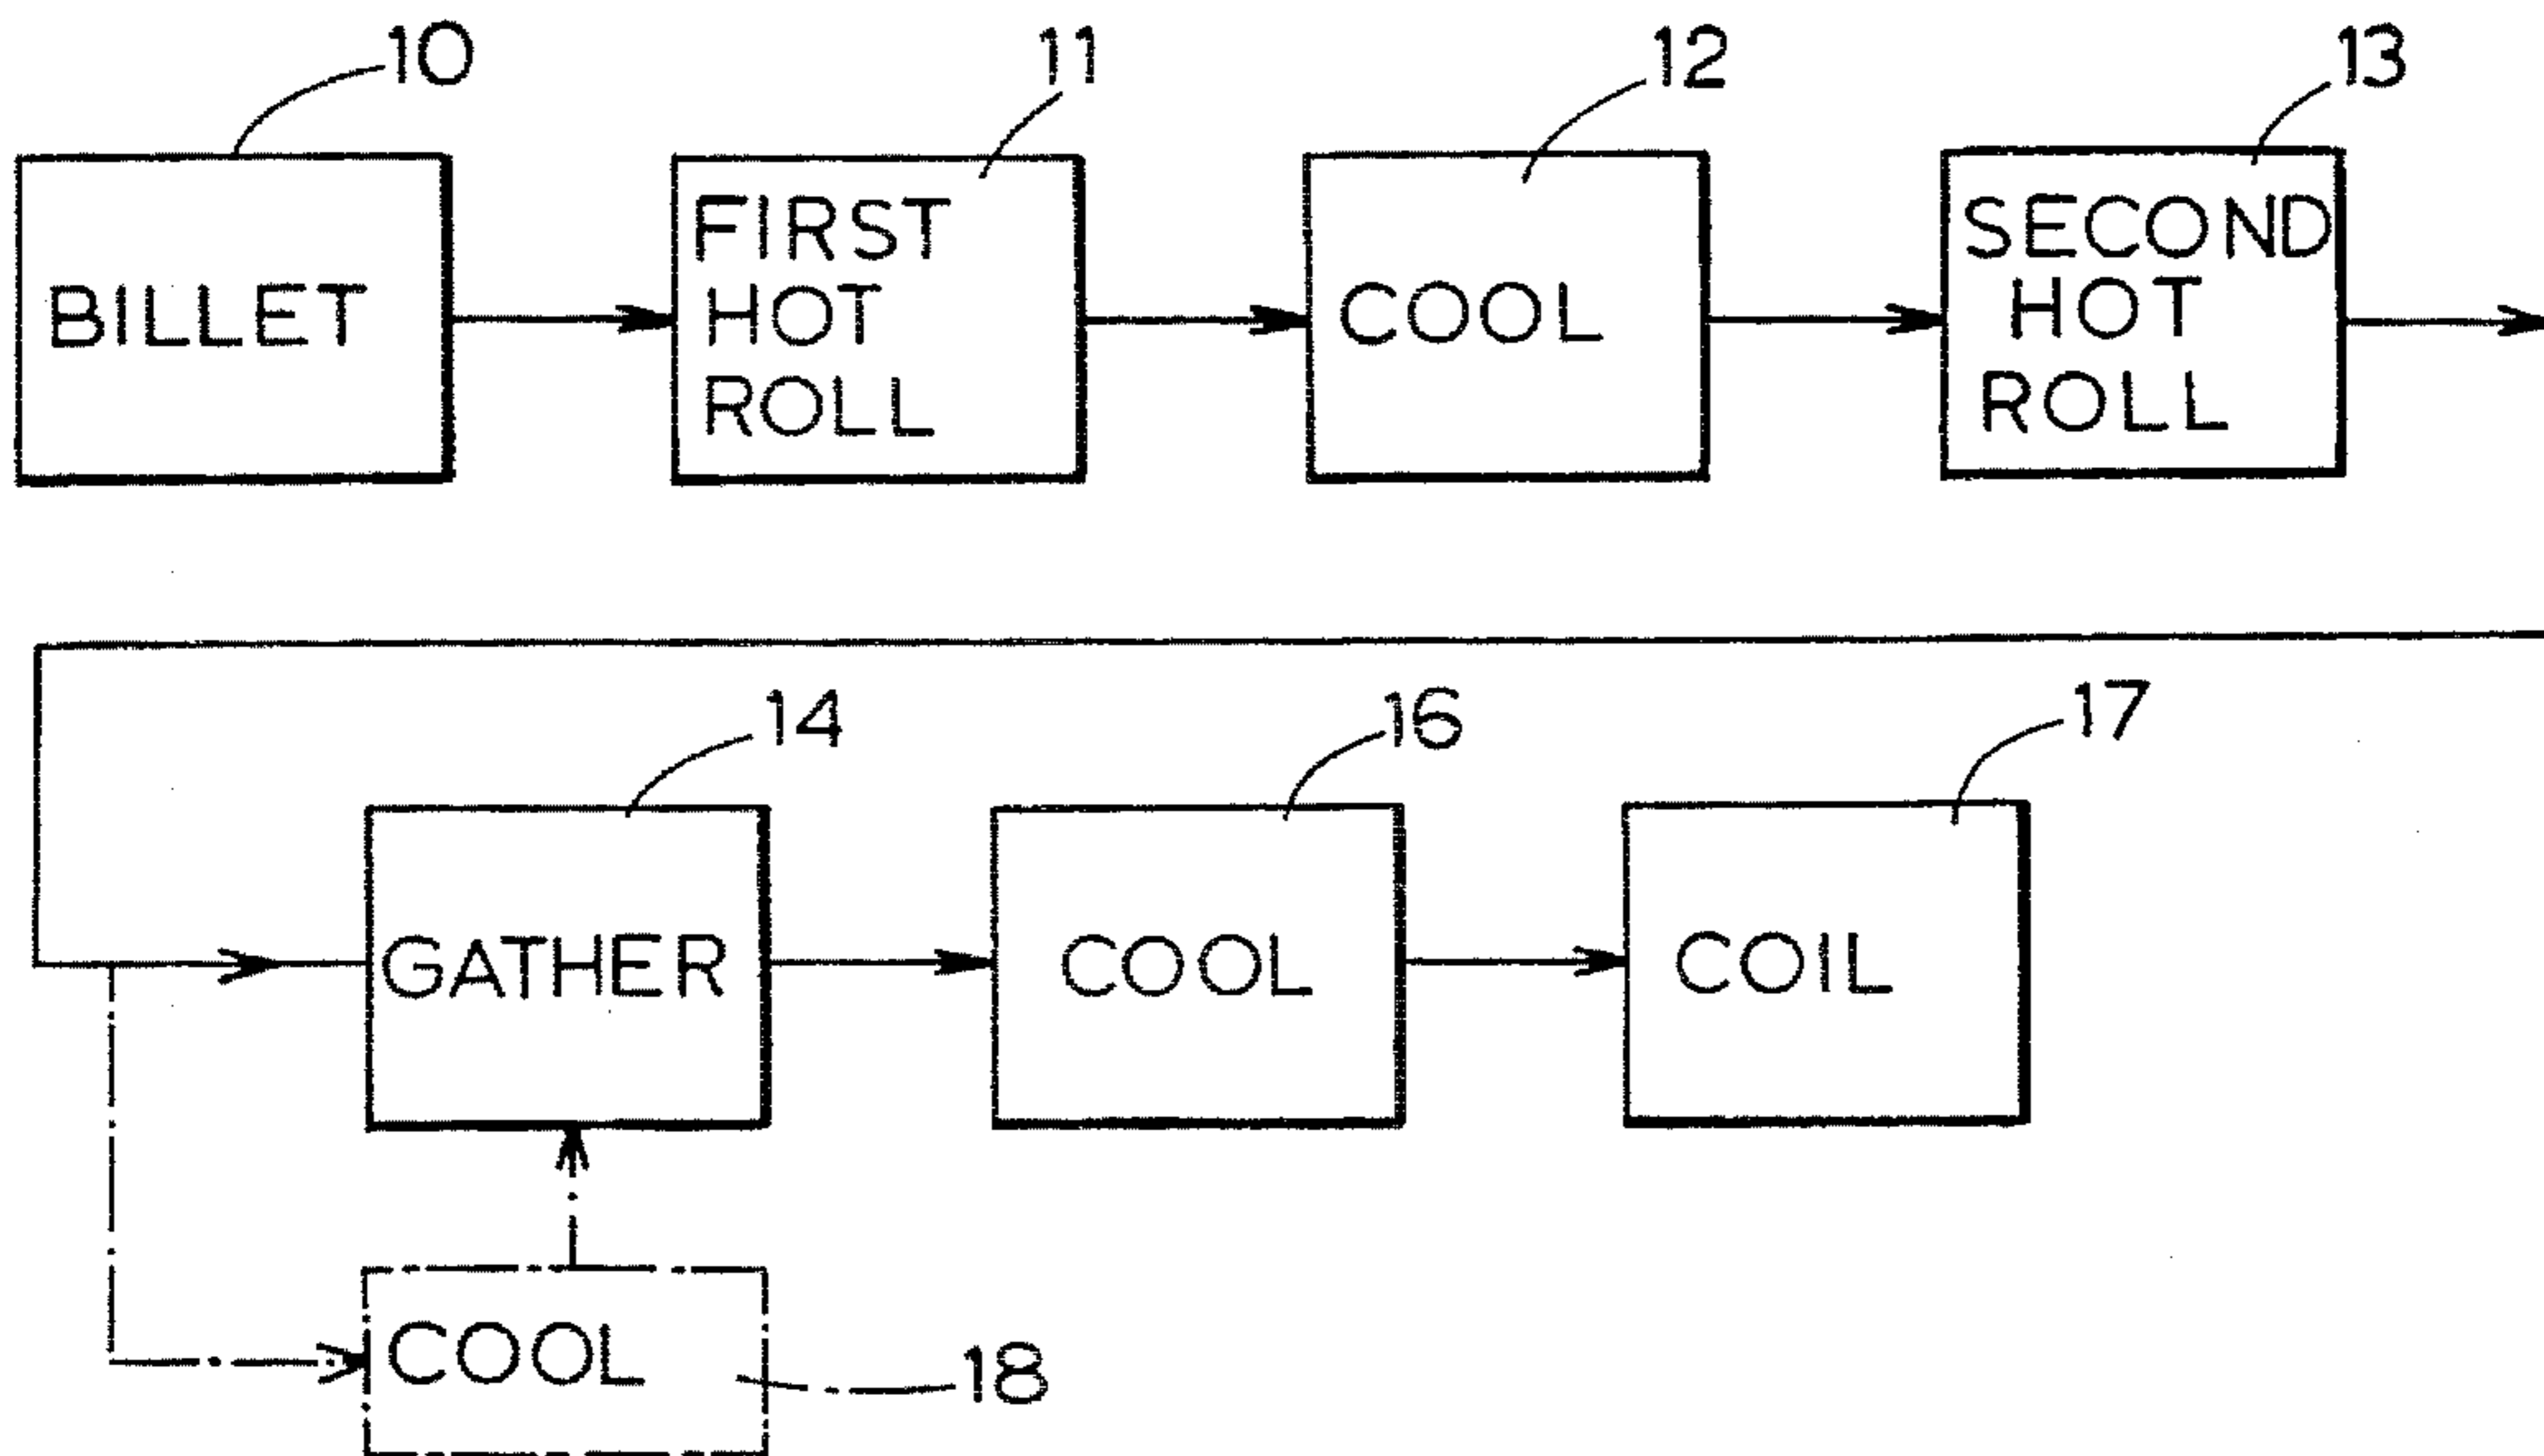 10
11
12
13
BILLET
FIRST
HOT
ROLL
COOL
SECOND
HOT
ROLL
14
16
17
GATHER
COOL
COIL
COOL
18